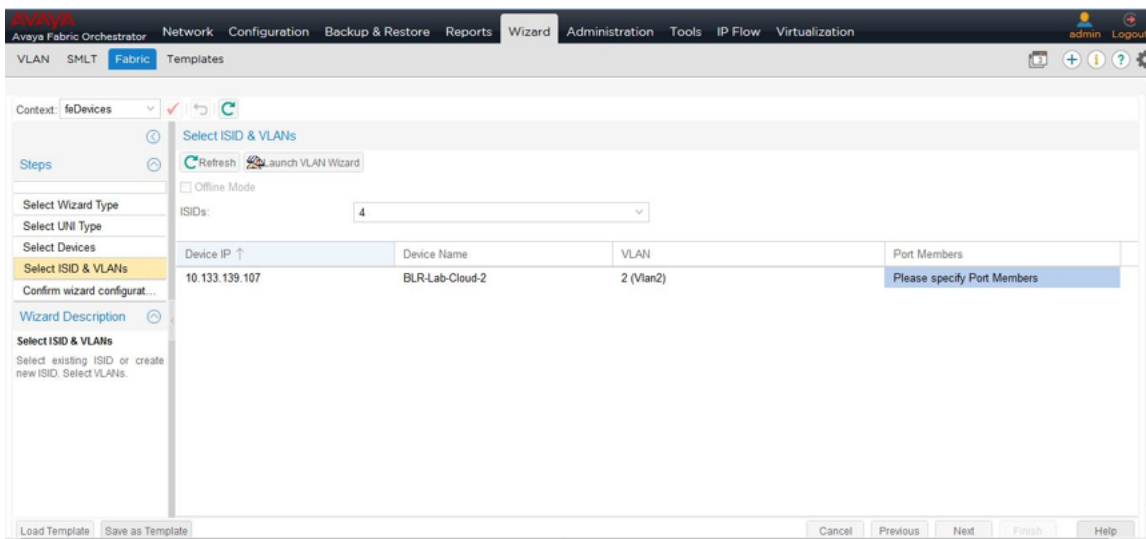 AVAYA
Avaya Fabric Orchestrator Network Configuration Backup & Restore Reports Wizard Administration Tools IP Flow Virtualization admin Logout
VLAN SMLT Fabric Templates
Context: feDevices
Select ISID & VLANs
Steps
Refresh Launch VLAN Wizard
Offline Mode
Select Wizard Type
ISIDs: 4
Select UNI Type
Select Devices
Device IP ↑ Device Name VLAN Port Members
Select ISID & VLANs
10.133.139.107 BLR-Lab-Cloud-2 2 (Vlan2) Please specify Port Members
Confirm wizard configurat...
Wizard Description
Select ISID & VLANs
Select existing ISID or create
new ISID. Select VLANs.
Load Template Save as Template Cancel Previous Next Finish Help